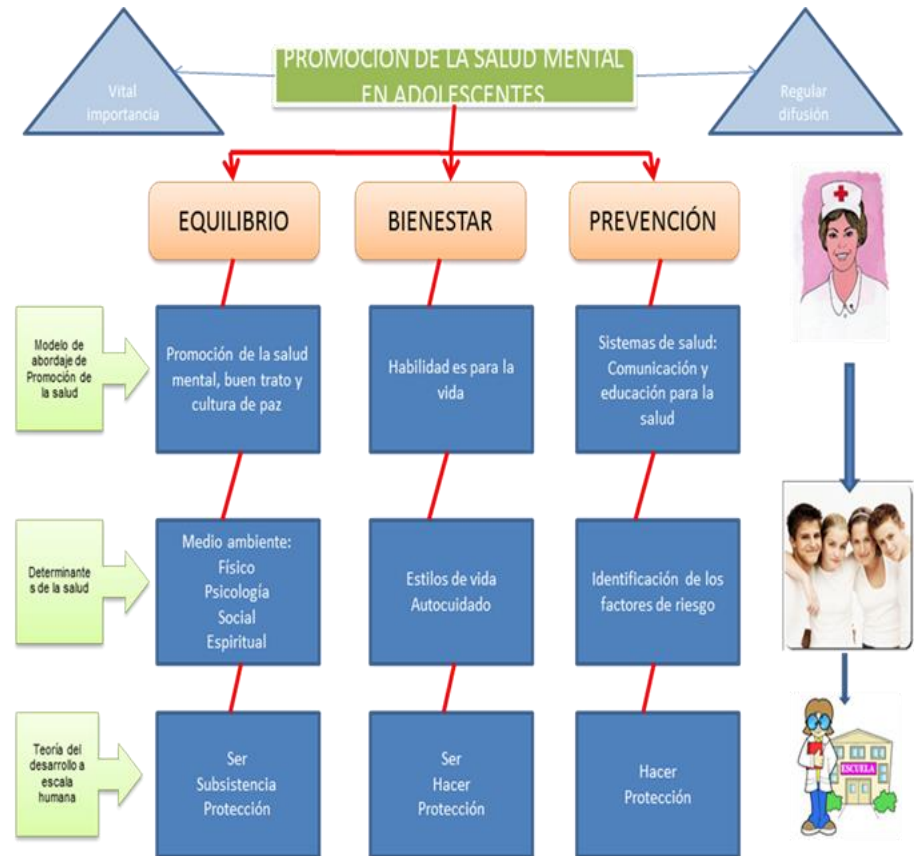 PROMOCION DE LA SALUD MENTAL
EN ADOLESCENTES
Vital
importancia
Regular
difusión
EQUILIBRIO
BIENESTAR
PREVENCIÓN
Modelo de
abordaje de
Promoción de
la salud
Promoción de la salud
mental, buen trato y
cultura de paz
Habilidad es para la
vida
Sistemas de salud:
Comunicación y
educación para la
salud
Determinante
s de la salud
Medio ambiente:
Físico
Psicología
Social
Espiritual
Estilos de vida
Autocuidado
Identificación de los
factores de riesgo
Teoría del
desarrollo a
escala
humana
Ser
Subsistencia
Protección
Ser
Hacer
Protección
Hacer
Protección
ESCUELA